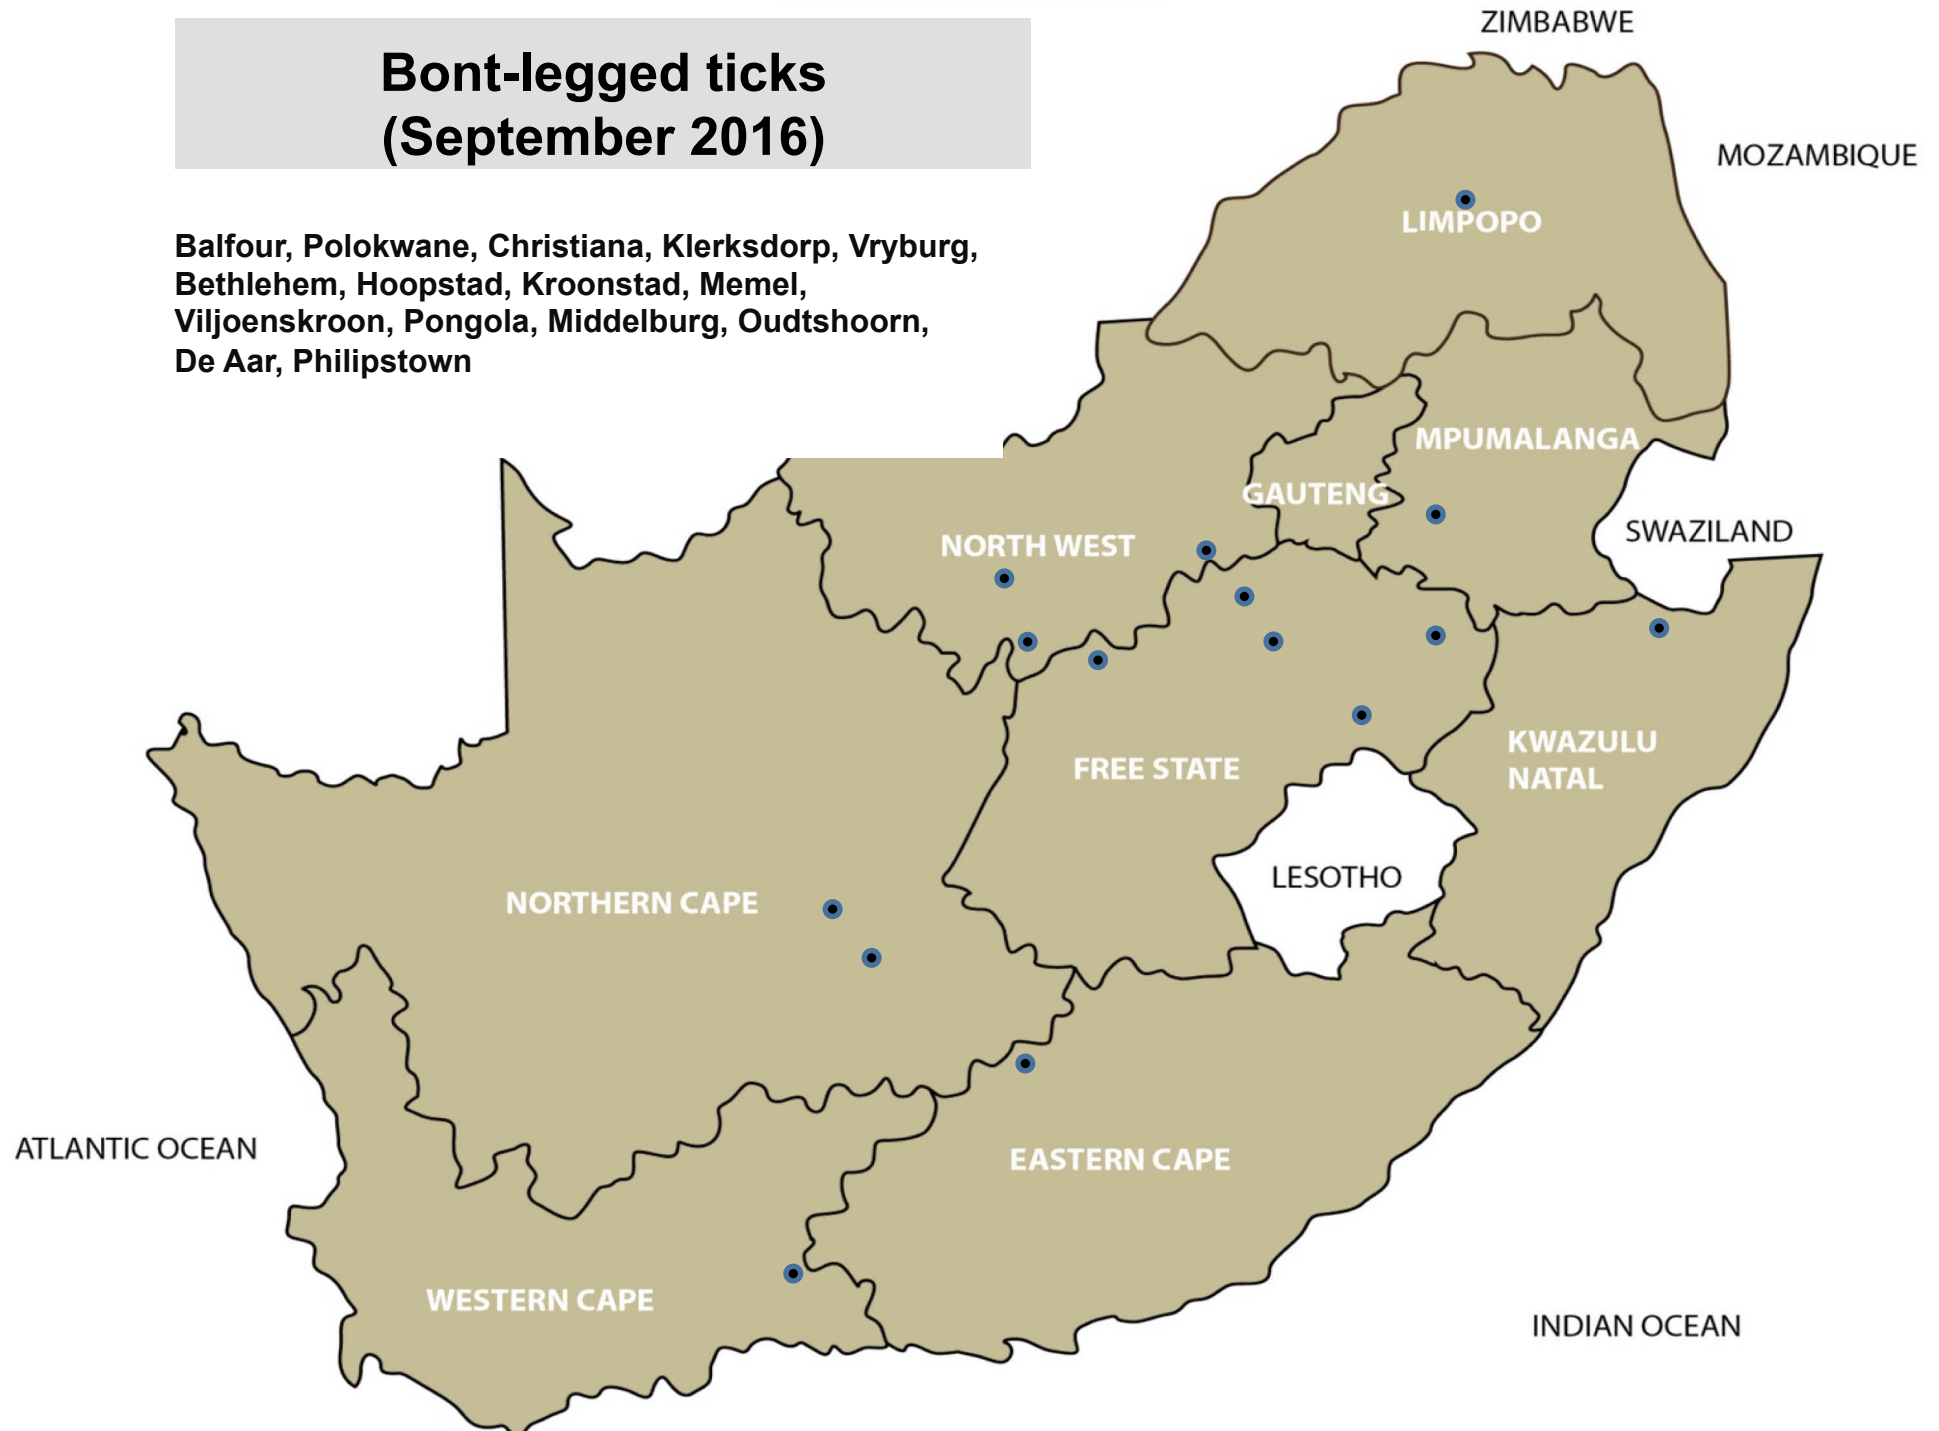 Bont-legged ticks
(September 2016)
Balfour, Polokwane, Christiana, Klerksdorp, Vryburg,
Bethlehem, Hoopstad, Kroonstad, Memel,
Viljoenskroon, Pongola, Middelburg, Oudtshoorn,
De Aar, Philipstown
ZIMBABWE
MOZAMBIQUE
LIMPOPO
MPUMALANGA
GAUTENG
SWAZILAND
NORTH WEST
KWAZULU
NATAL
FREE STATE
LESOTHO
NORTHERN CAPE
ATLANTIC OCEAN
EASTERN CAPE
WESTERN CAPE
INDIAN OCEAN